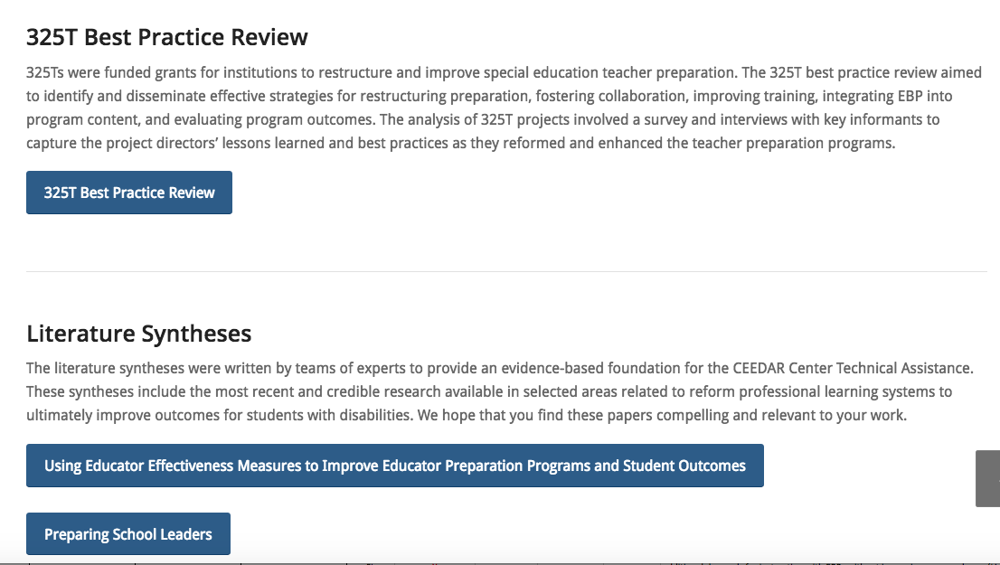 325T Best Practice Review
325Ts were funded grants for institutions to restructure and improve special education teacher preparation. The 325T best practice review aimed
to identify and disseminate effective strategies for restructuring preparation, fostering collaboration, improving training, integrating EBP into
program content, and evaluating program outcomes. The analysis of 325T projects involved a survey and interviews with key informants to
capture the project directors’ lessons learned and best practices as they reformed and enhanced the teacher preparation programs.
325T Best Practice Review
Literature Syntheses
The literature syntheses were written by teams of experts to provide an evidence-based foundation for the CEEDAR Center Technical Assistance.
These syntheses include the most recent and credible research available in selected areas related to reform professional learning systems to
ultimately improve outcomes for students with disabilities. We hope that you find these papers compelling and relevant to your work.
Using Educator Effectiveness Measures to Improve Educator Preparation Programs and Student Outcomes
Preparing School Leaders